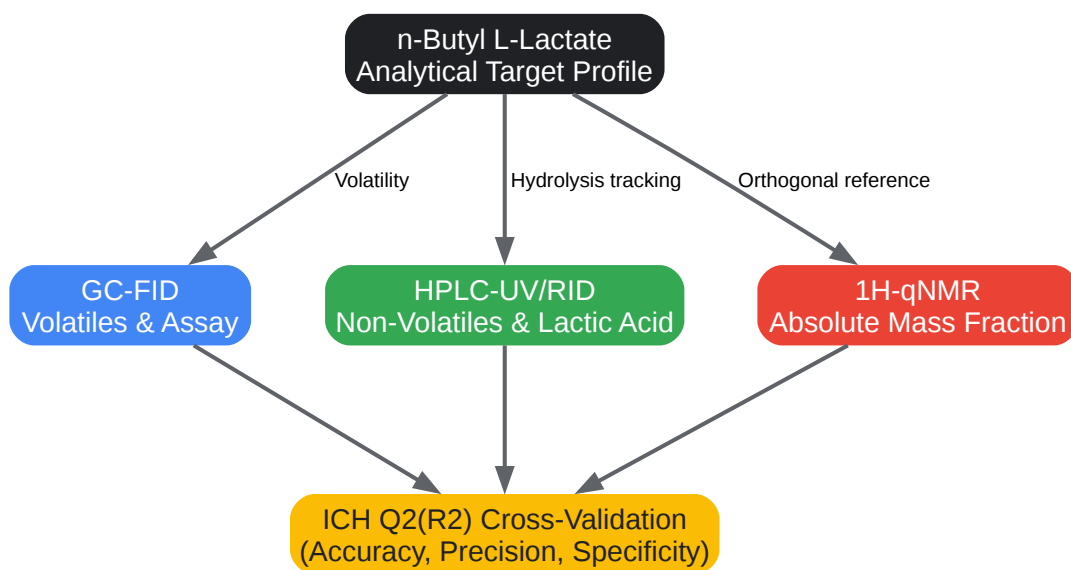 n-Butyl L-Lactate
Analytical Target Profile
Volatility
Hydrolysis tracking
Orthogonal reference
GC-FID
Volatiles & Assay
HPLC-UV/RID
Non-Volatiles & Lactic Acid
1H-qNMR
Absolute Mass Fraction
ICH Q2(R2) Cross-Validation
(Accuracy, Precision, Specificity)